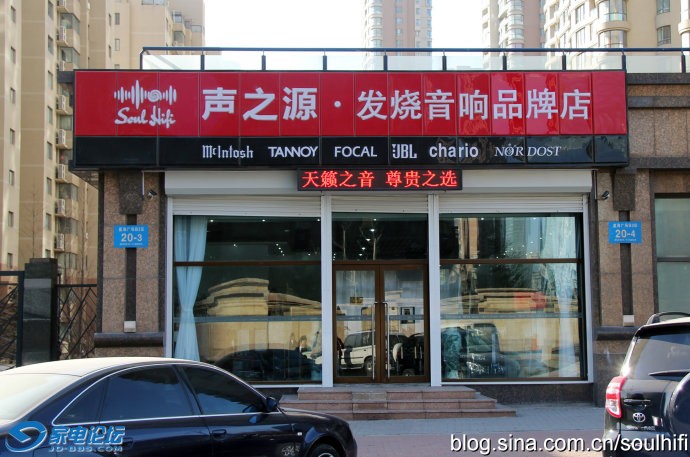 声之源·发烧音响品牌店
Soul Hifi
McIntosh TANNOY FOCAL JBL chario NORDOST
天籁之音 尊贵之选
20-3
20-4
家电论坛
JD-BBS.COM
blog.sina.com.cn/soulhifi